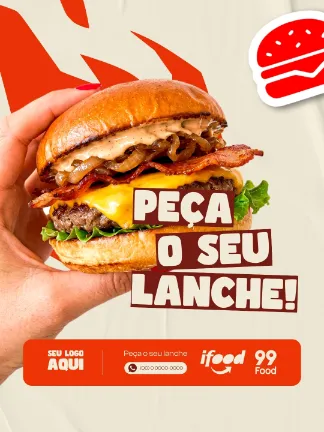 PEÇA
O SEU
LANCHE!
SEU LOGO
AQUI
Peça o seu lanche
ifood
99
Food